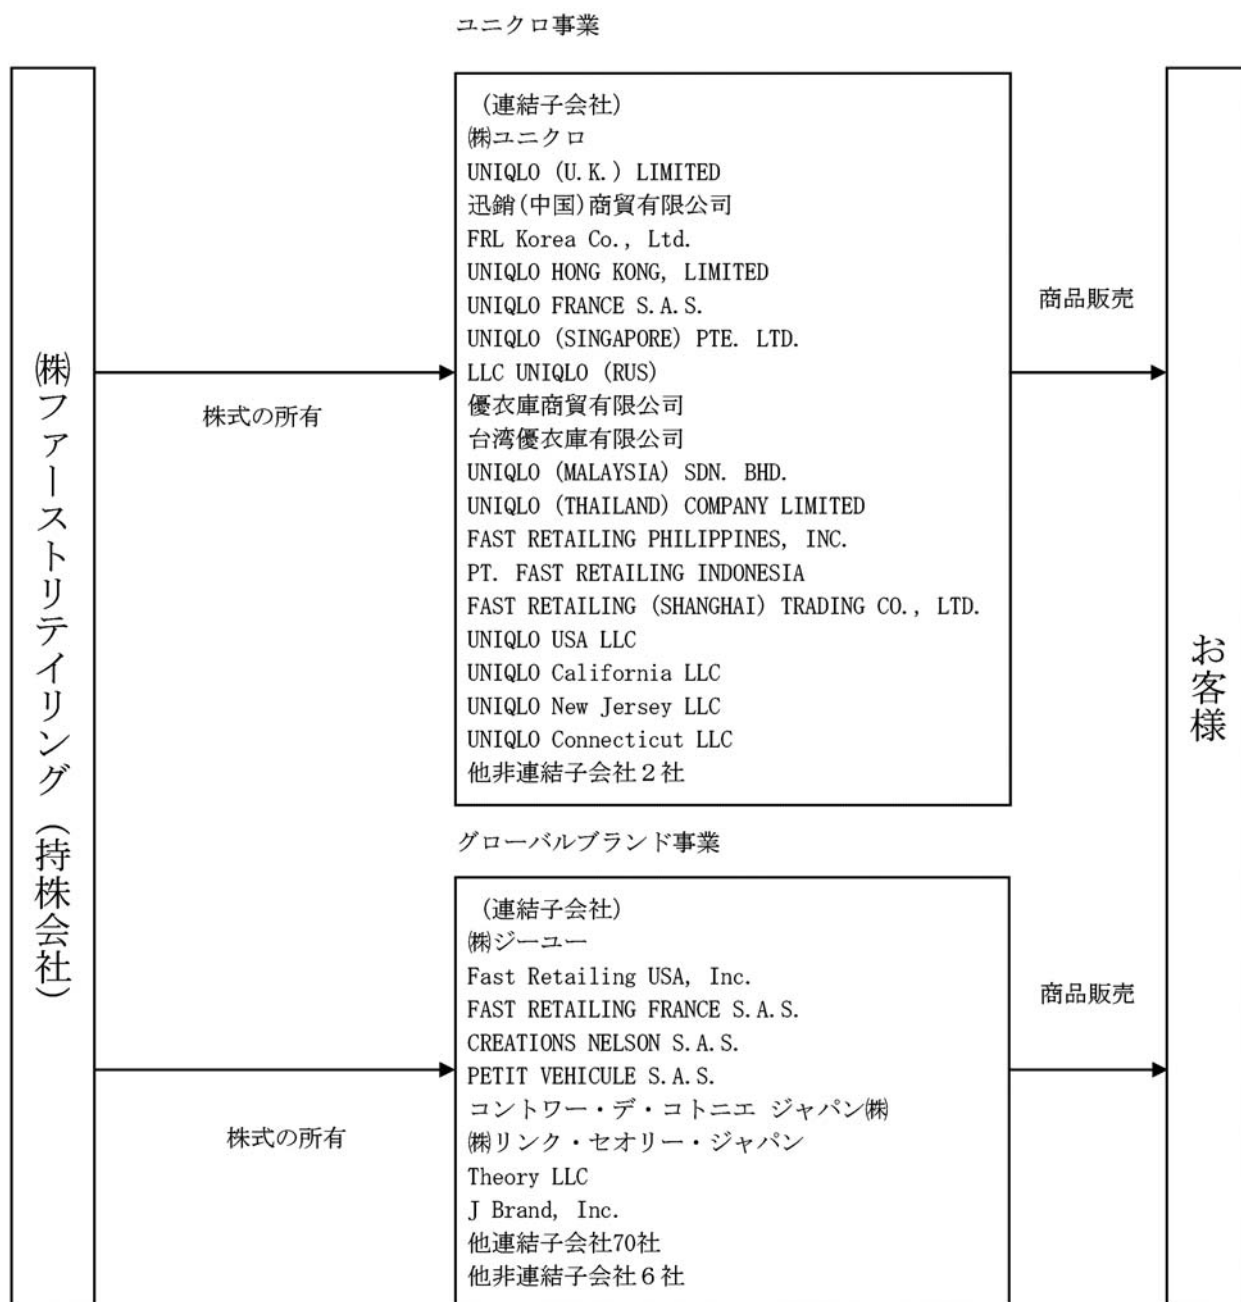 ユニクロ事業
㈱ファーストリテイリング（持株会社）
株式の所有
（連結子会社）
㈱ユニクロ
UNIQLO (U.K.) LIMITED
迅銷(中国)商貿有限公司
FRL Korea Co., Ltd.
UNIQLO HONG KONG, LIMITED
UNIQLO FRANCE S.A.S.
UNIQLO (SINGAPORE) PTE. LTD.
LLC UNIQLO (RUS)
優衣庫商貿有限公司
台湾優衣庫有限公司
UNIQLO (MALAYSIA) SDN. BHD.
UNIQLO (THAILAND) COMPANY LIMITED
FAST RETAILING PHILIPPINES, INC.
PT. FAST RETAILING INDONESIA
FAST RETAILING (SHANGHAI) TRADING CO., LTD.
UNIQLO USA LLC
UNIQLO California LLC
UNIQLO New Jersey LLC
UNIQLO Connecticut LLC
他非連結子会社２社
商品販売
お客様
グローバルブランド事業
株式の所有
（連結子会社）
㈱ジーユー
Fast Retailing USA, Inc.
FAST RETAILING FRANCE S.A.S.
CREATIONS NELSON S.A.S.
PETIT VEHICULE S.A.S.
コントワー・デ・コトニエ ジャパン㈱
㈱リンク・セオリー・ジャパン
Theory LLC
J Brand, Inc.
他連結子会社70社
他非連結子会社６社
商品販売